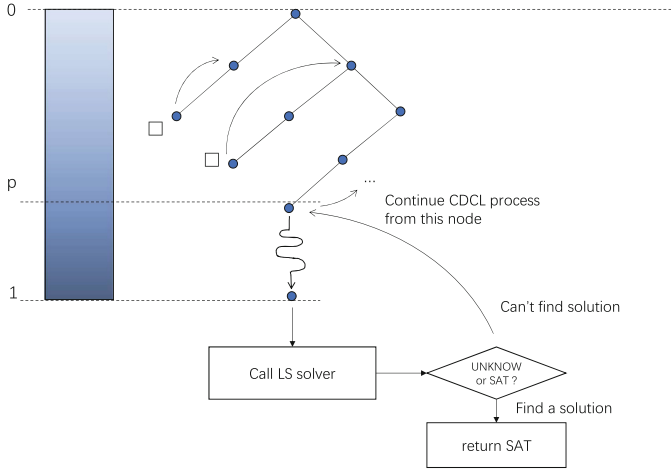 0
p
...
Continue CDCL process
from this node
1
Can't find solution
Call LS solver
UNKNOW
or SAT ?
Find a solution
return SAT